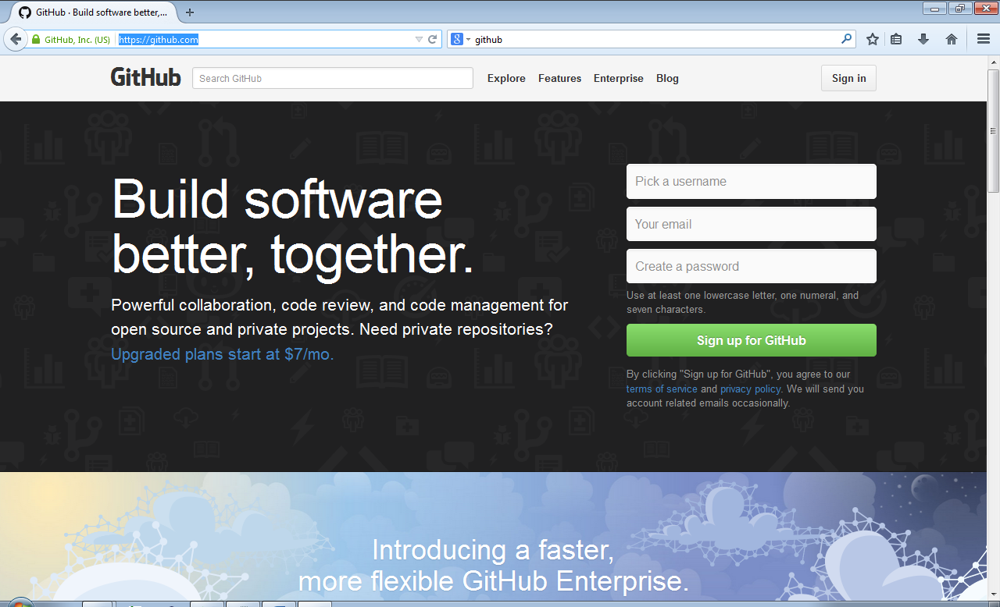 GitHub · Build software better,...
GitHub, Inc. (US)
https://github.com
8
github
GitHub
Search GitHub
Explore
Features
Enterprise
Blog
Sign in
Build software
better, together.
Powerful collaboration, code review, and code management for
open source and private projects. Need private repositories?
Upgraded plans start at $7/mo.
Pick a username
Your email
Create a password
Use at least one lowercase letter, one numeral, and
seven characters.
Sign up for GitHub
By clicking "Sign up for GitHub", you agree to our
terms of service and privacy policy. We will send you
account related emails occasionally.
Introducing a faster,
more flexible GitHub Enterprise.